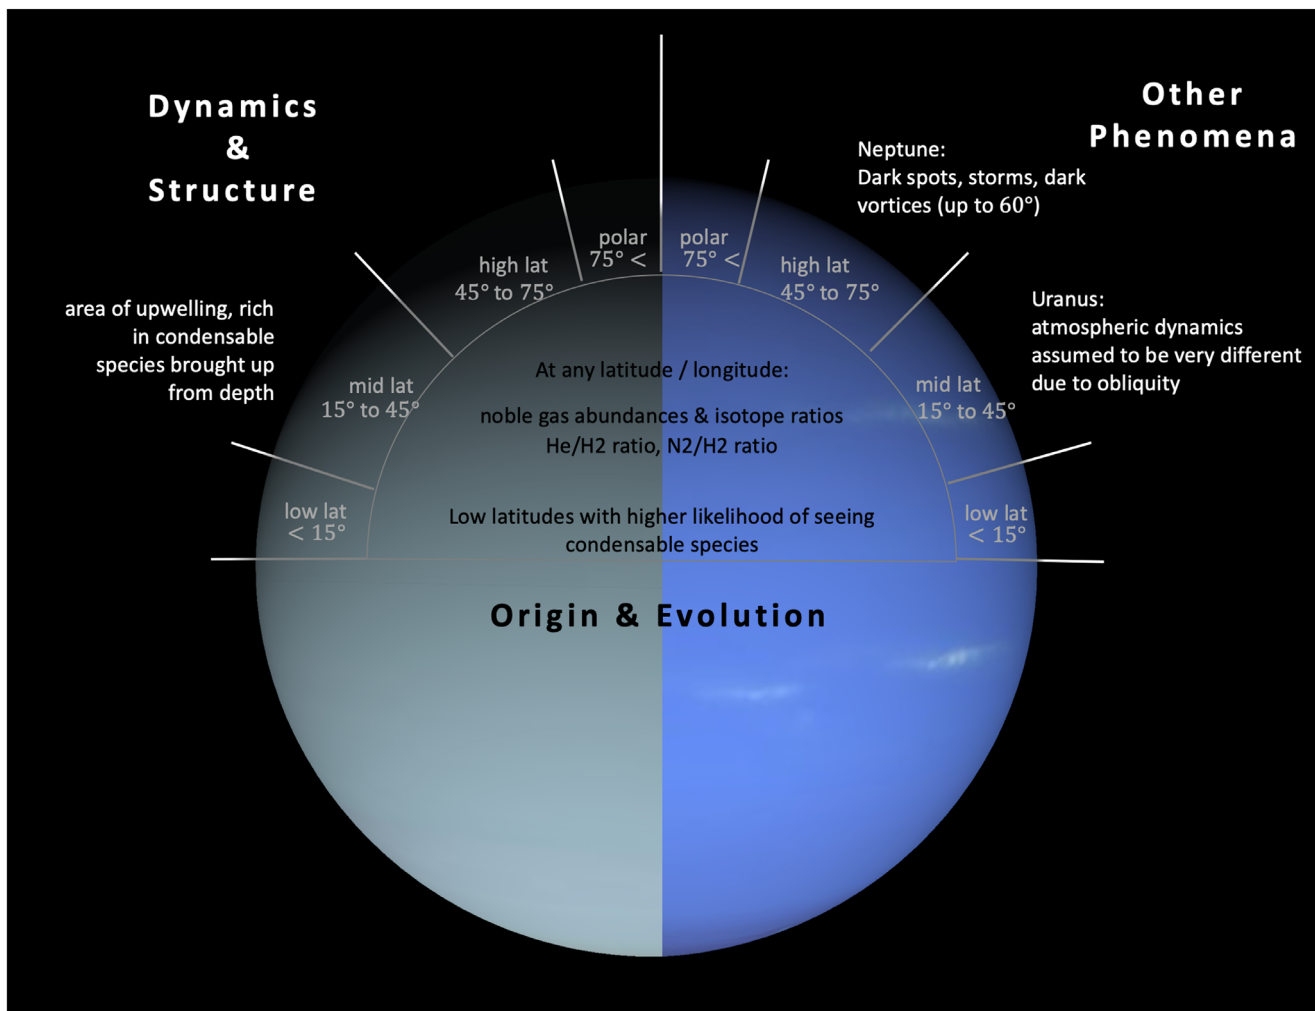 Dynamics
&
Structure
Other
Phenomena
Neptune:
Dark spots, storms, dark
vortices (up to 60°)
polar
75° <
polar
75° <
high lat
45° to 75°
high lat
45° to 75°
area of upwelling, rich
in condensable
species brought up
from depth
Uranus:
atmospheric dynamics
assumed to be very different
due to obliquity
mid lat
15° to 45°
mid lat
15° to 45°
At any latitude / longitude:
noble gas abundances & isotope ratios
He/H2 ratio, N2/H2 ratio
low lat
< 15°
low lat
< 15°
Low latitudes with higher likelihood of seeing
condensable species
Origin & Evolution